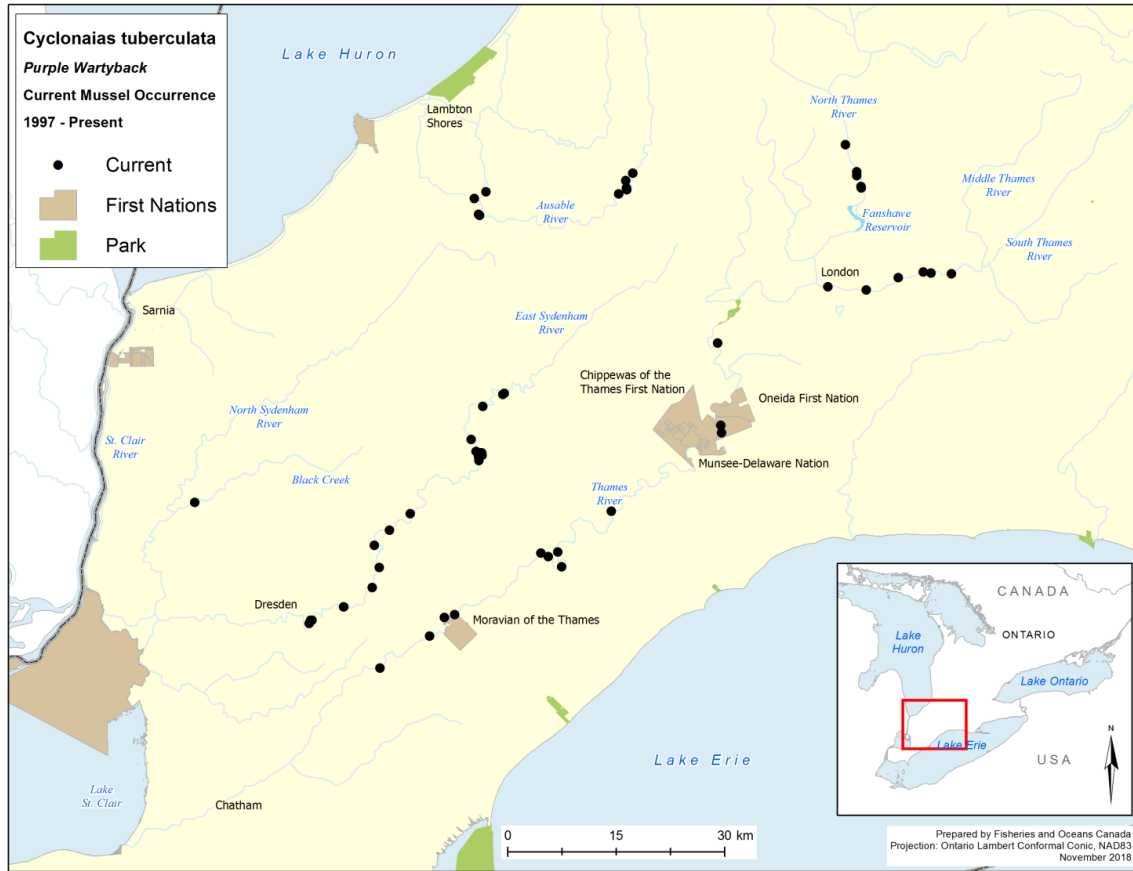 Cyclonaias tuberculata
Purple Wartyback
Current Mussel Occurrence
1997 - Present
Current
First Nations
Park
Lake Huron
Lambton
Shores
North Thames
River
Middle Thames
River
Ausable
River
Fanshawe
Reservoir
South Thames
River
London
Sarnia
East Sydenham
River
Chippewas of the
Thames First Nation
Oneida First Nation
North Sydenham
River
St. Clair
River
Munsee-Delaware Nation
Black Creek
Thames
River
Dresden
Moravian of the Thames
Lake Erie
Lake
St. Clair
Chatham
0
15
30 km
CANADA
ONTARIO
Lake
Huron
Lake Ontario
Lake Erie
USA
N
Prepared by Fisheries and Oceans Canada
Projection: Ontario Lambert Conformal Conic, NAD83
November 2018